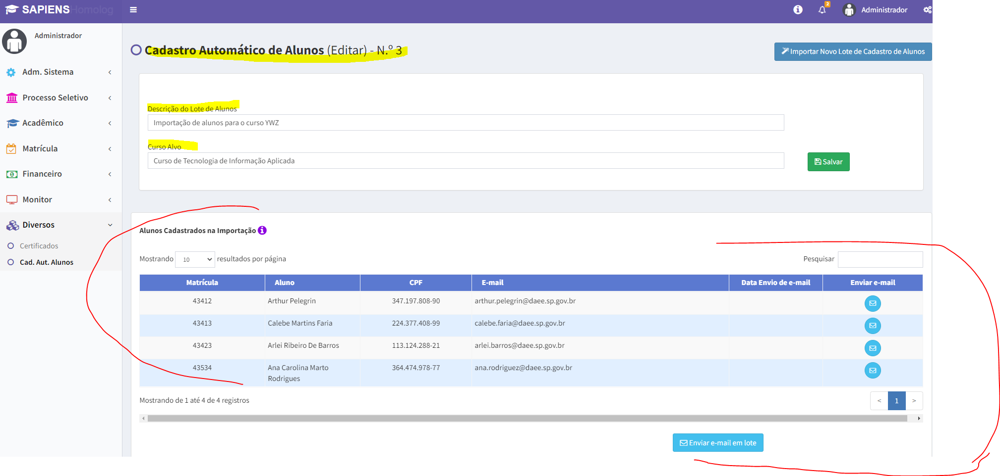 SAPIENS Homolog
2
Administrador
Administrador
Adm. Sistema
Processo Seletivo
Acadêmico
Matrícula
Financeiro
Monitor
Diversos
Certificados
Cad. Aut. Alunos
Cadastro Automático de Alunos (Editar) - N.º 3
Importar Novo Lote de Cadastro de Alunos
Descrição do Lote de Alunos
Importação de alunos para o curso YWZ
Curso Alvo
Curso de Tecnologia de Informação Aplicada
Salvar
Alunos Cadastrados na Importação
Mostrando 10 resultados por página
Pesquisar
Matrícula Aluno CPF E-mail Data Envio de e-mail Enviar e-mail
43412 Arthur Pelegrin 347.197.808-90 arthur.pelegrin@daee.sp.gov.br
43413 Calebe Martins Faria 224.377.408-99 calebe.faria@daee.sp.gov.br
43423 Arlei Ribeiro De Barros 113.124.288-21 arlei.barros@daee.sp.gov.br
43534 Ana Carolina Marto 364.474.978-77 ana.rodriguez@daee.sp.gov.br
Rodrigues
Mostrando de 1 até 4 de 4 registros
< 1 >
Enviar e-mail em lote